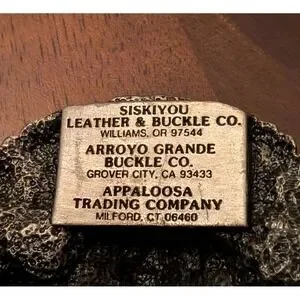 SISKIYOU
LEATHER & BUCKLE CO.
WILLIAMS, OR 97544
ARROYO GRANDE
BUCKLE CO.
GROVER CITY, CA 93433
APPALOOSA
TRADING COMPANY
MILFORD, CT 06460